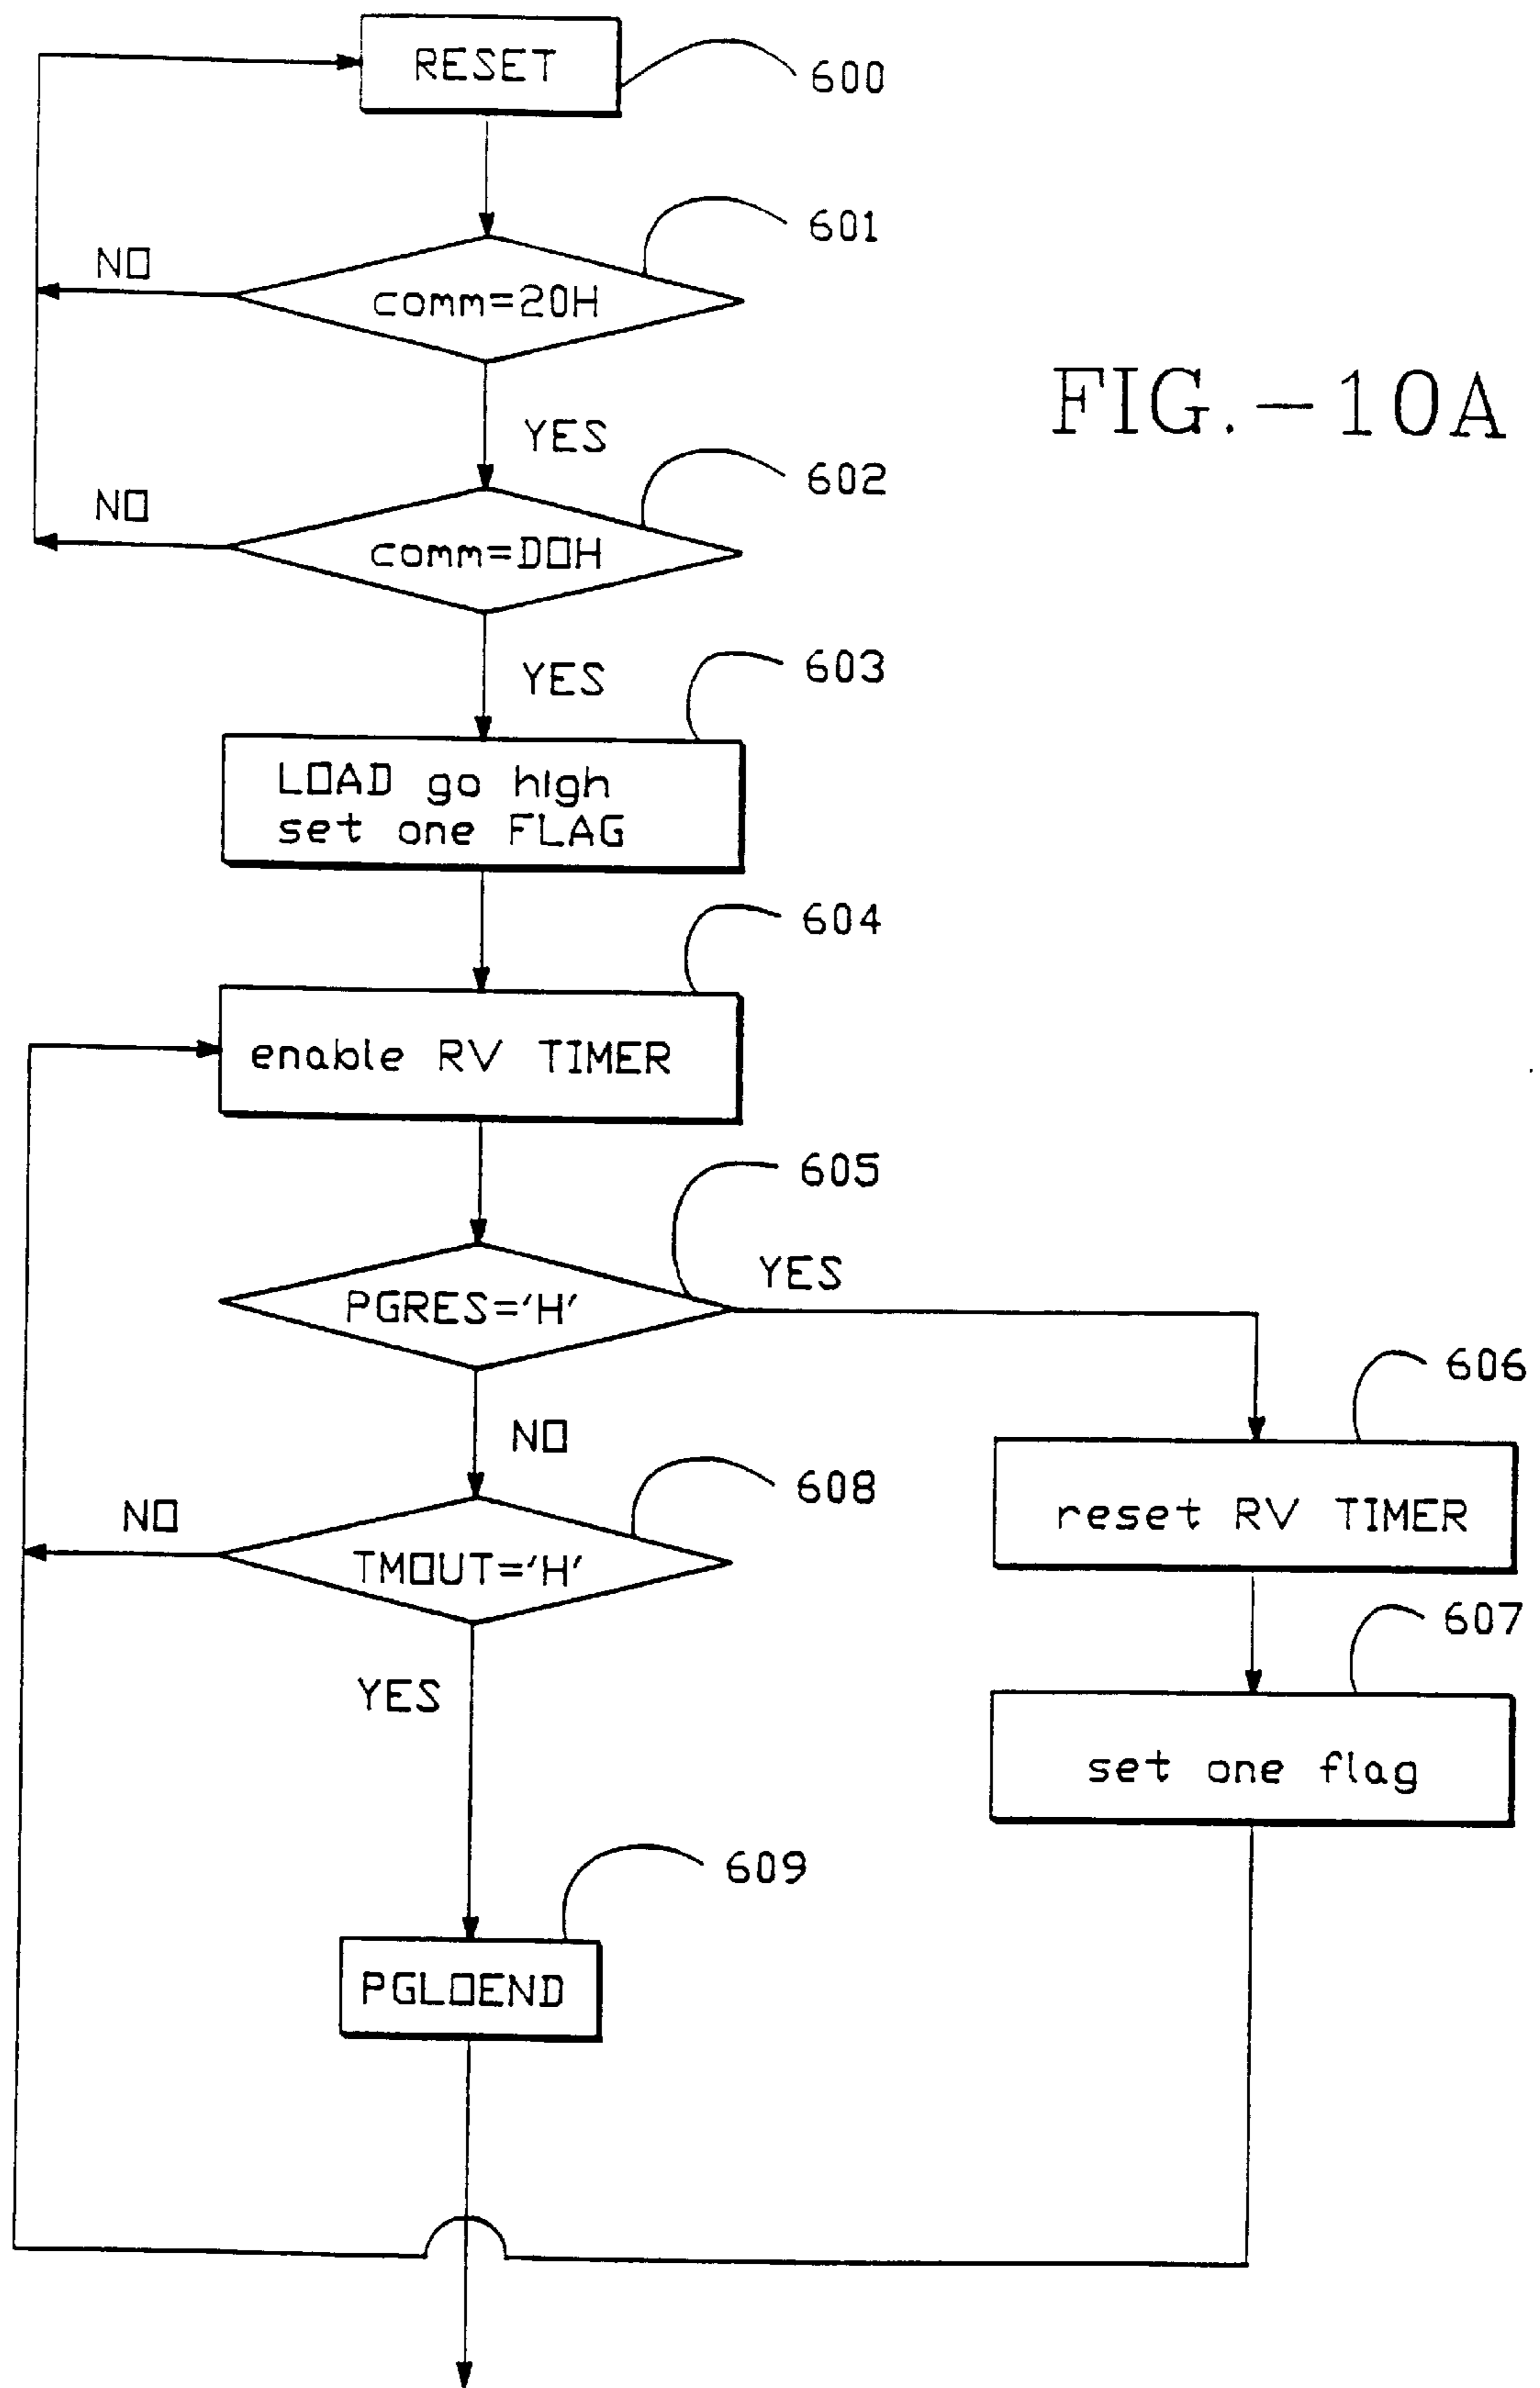 RESET
600
601
NO
comm=20H
FIG.-10A
YES
602
NO
comm=D0H
YES
603
LOAD go high
set one FLAG
604
enable RV TIMER
605
YES
PGRES='H'
606
NO
608
NO
reset RV TIMER
TMOUT='H'
607
YES
set one flag
609
PGLOEND